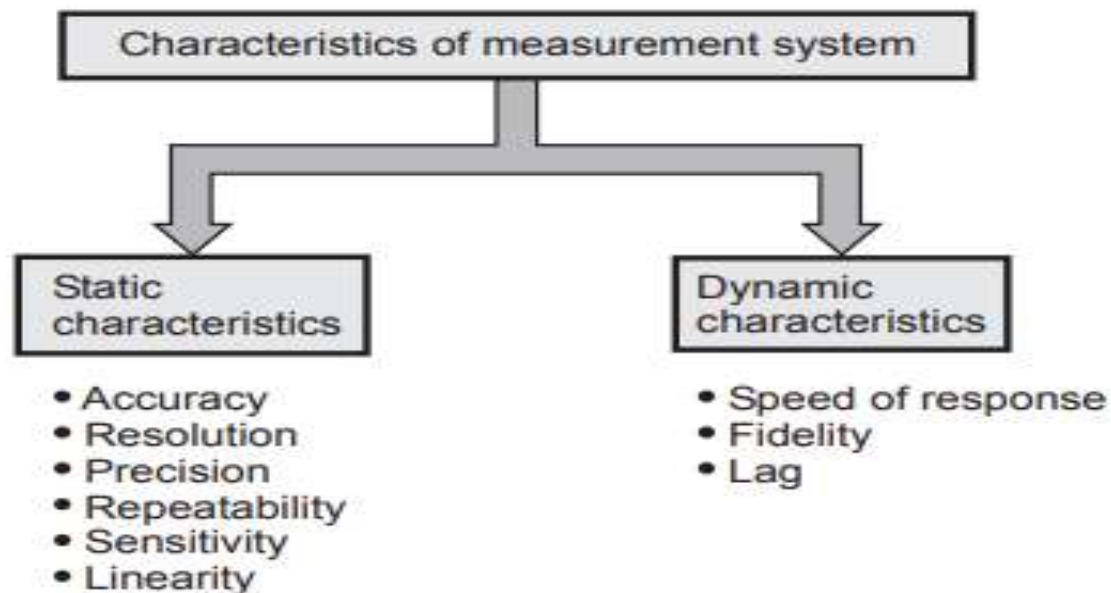 Characteristics of measurement system
Static
characteristics
• Accuracy
• Resolution
• Precision
• Repeatability
• Sensitivity
• Linearity
Dynamic
characteristics
• Speed of response
• Fidelity
• Lag